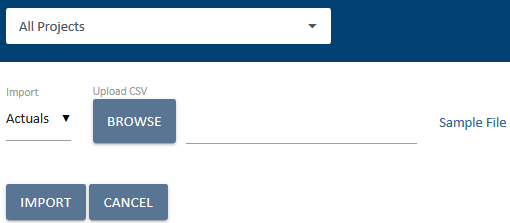 All Projects
Import
Upload CSV
Actuals
BROWSE
Sample File
IMPORT
CANCEL